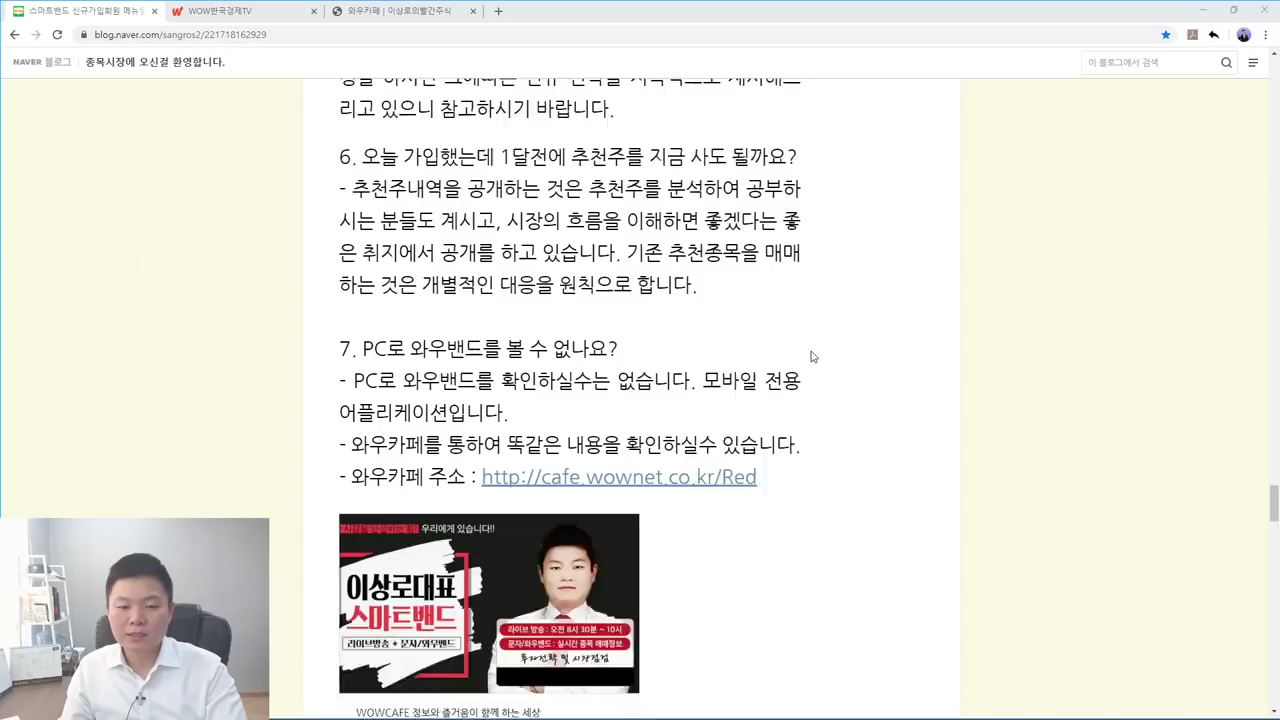 스마트밴드 신규가입회원 메뉴얼
WOW한국경제TV
와우카페 | 이상로의빨간주식
blog.naver.com/sangros2/221718162929
NAVER 블로그
종목시장에 오신걸 환영합니다.
이 블로그에서 검색
리고 있으니 참고하시기 바랍니다.
6. 오늘 가입했는데 1달전에 추천주를 지금 사도 될까요?
- 추천주내역을 공개하는 것은 추천주를 분석하여 공부하
시는 분들도 계시고, 시장의 흐름을 이해하면 좋겠다는 좋
은 취지에서 공개를 하고 있습니다. 기존 추천종목을 매매
하는 것은 개별적인 대응을 원칙으로 합니다.
7. PC로 와우밴드를 볼 수 없나요?
- PC로 와우밴드를 확인하실수는 없습니다. 모바일 전용
어플리케이션입니다.
- 와우카페를 통하여 똑같은 내용을 확인하실수 있습니다.
- 와우카페 주소 : http://cafe.wownet.co.kr/Red
우리에게 있습니다!!
이상로대표
스마트밴드
라이브방송 + 문자/와우밴드
라이브 방송 : 오전 8시 30분 ~ 10시
문자/와우밴드 : 실시간 종목 매매정보
투자전략 및 시장점검
WOWCAFE 정보와 즐거움이 함께 하는 세상